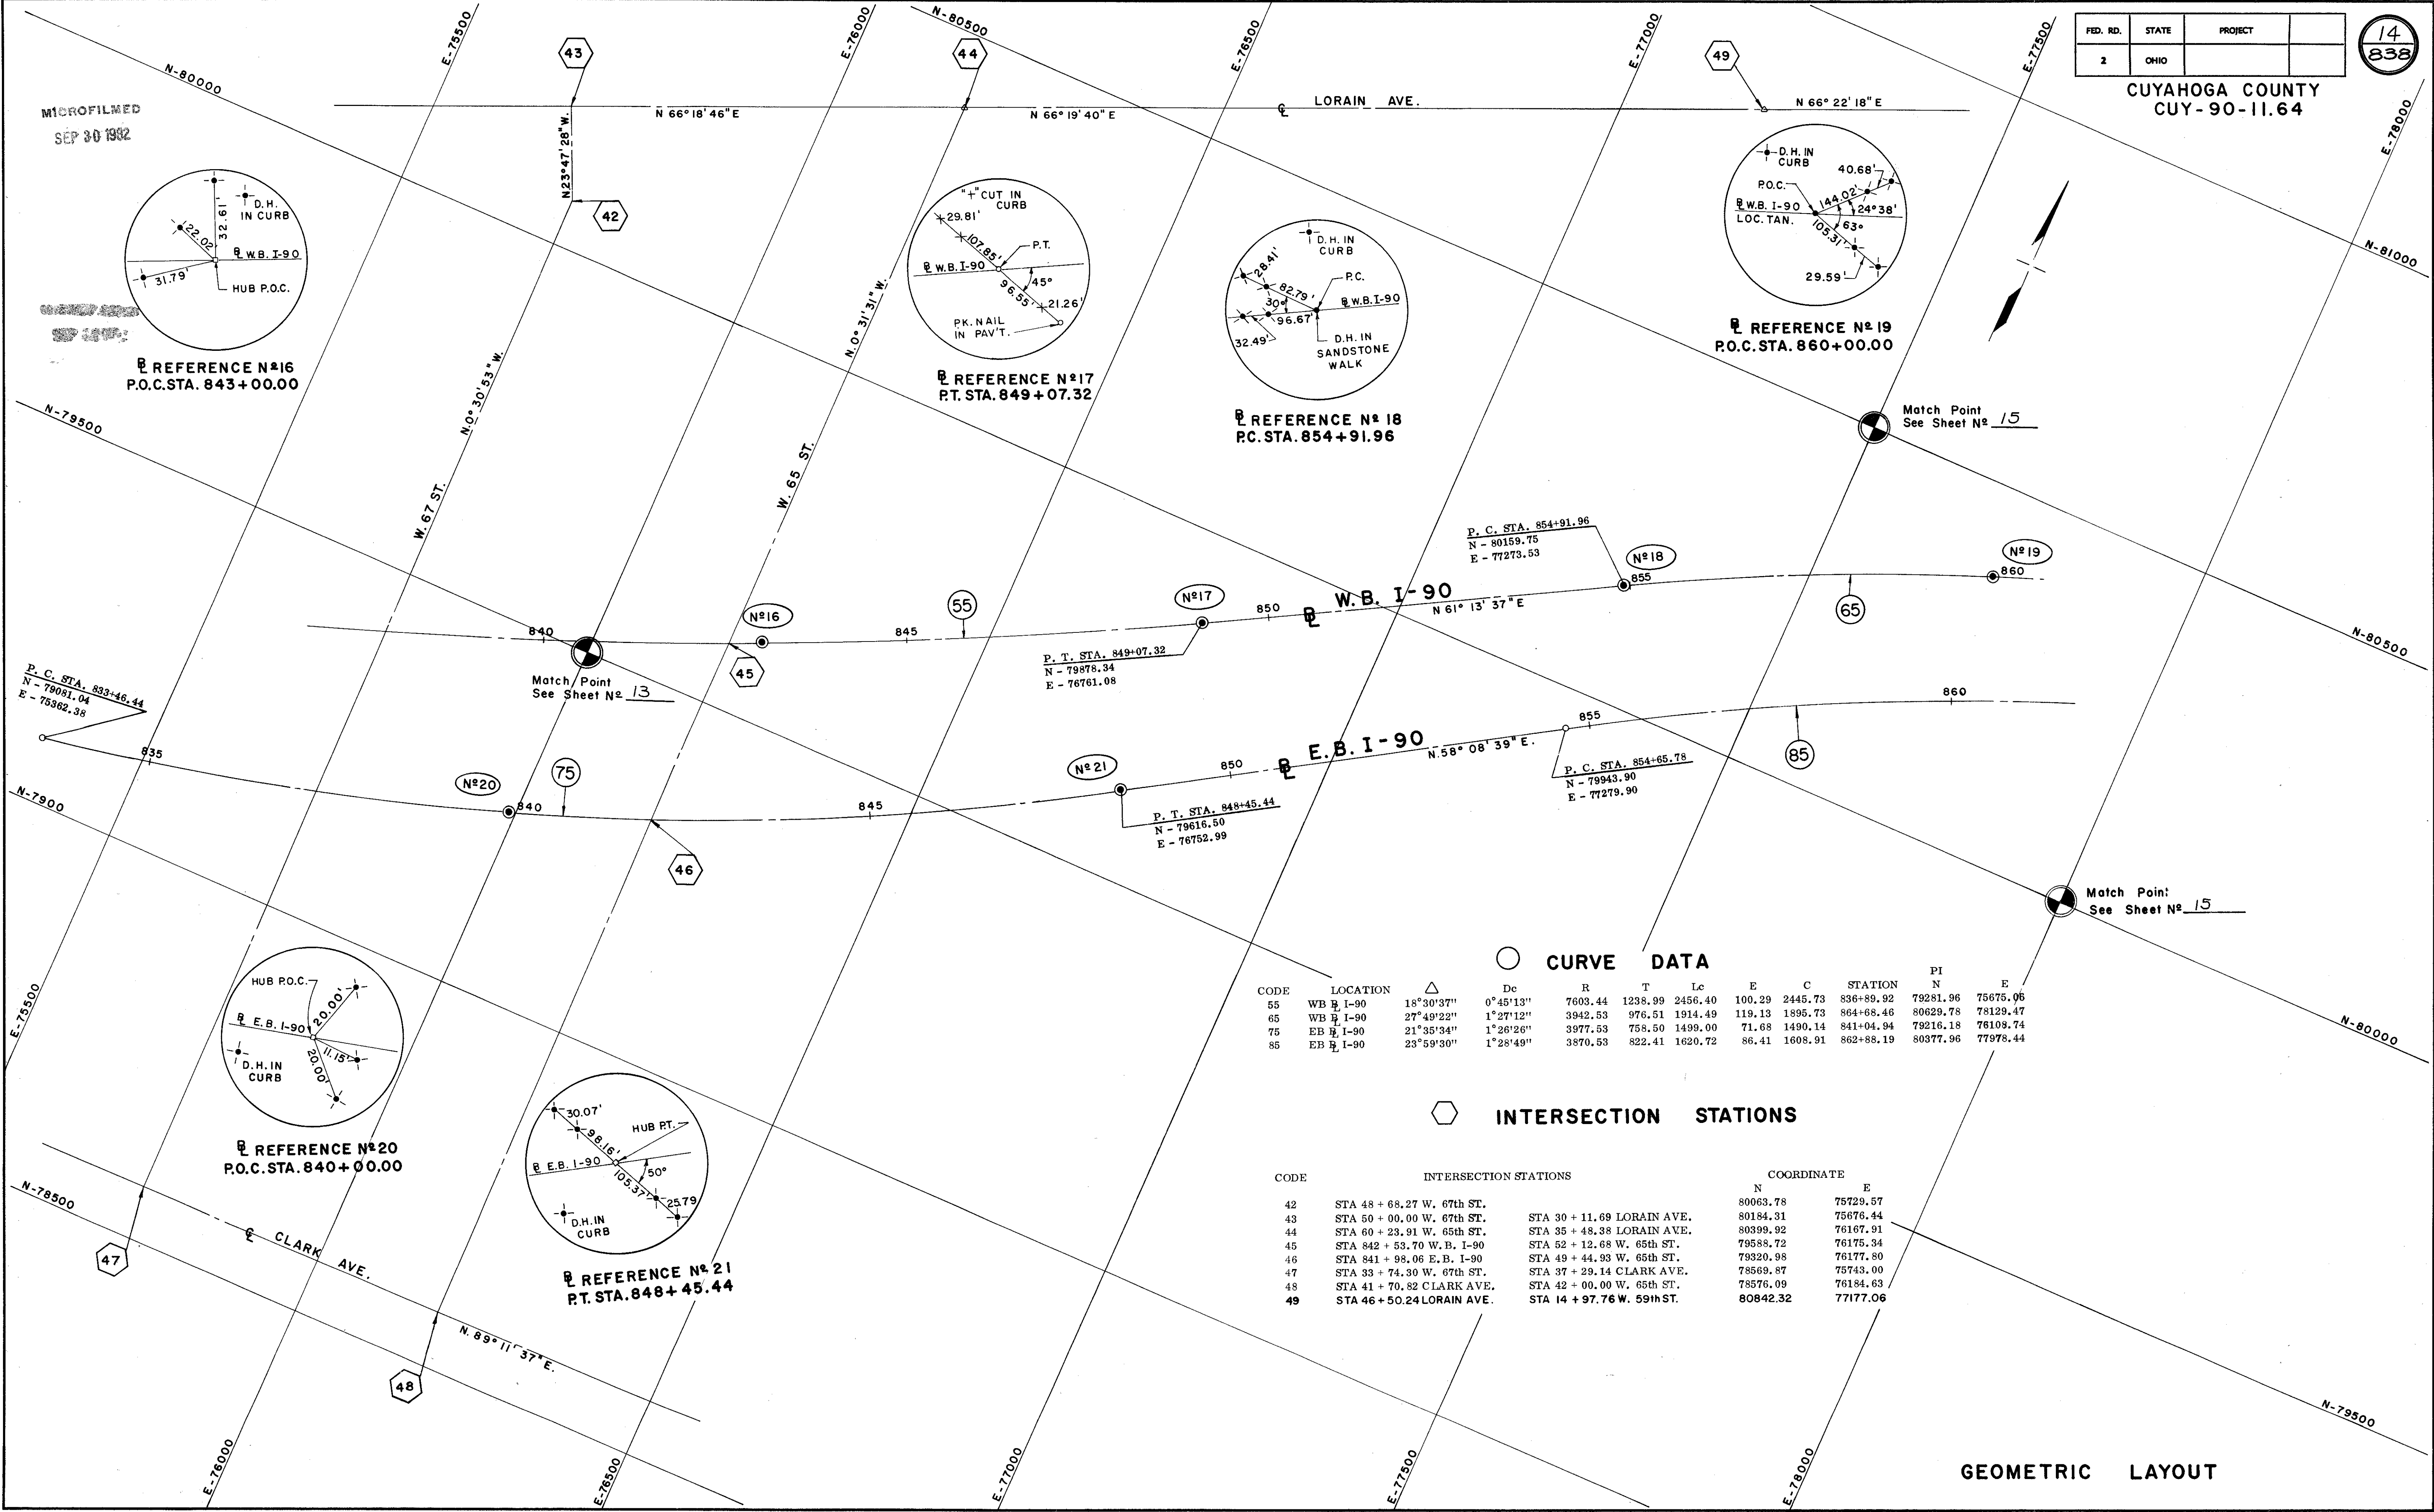 FED. RD. STATE PROJECT
2 OHIO
14
838
CUYAHOGA COUNTY
CUY-90-11.64
MICROFILMED
SEP 30 1982
N-80000
E-75500
E-76000
N-80500
E-76500
E-77000
E-77500
E-78000
N-81000
43
44
49
42
N 66° 18' 46" E
N 66° 19' 40" E
℄ LORAIN AVE.
N 66° 22' 18" E
N23°47'28"W.
32.61'
D.H.
IN CURB
122.02'
31.79'
℔ W.B. I-90
HUB P.O.C.
℔ REFERENCE Nº16
P.O.C. STA. 843+00.00
"+" CUT IN
CURB
29.81'
107.85'
P.T.
℔ W.B. I-90
45°
96.55'
21.26'
PK. NAIL
IN PAV'T.
℔ REFERENCE Nº17
P.T. STA. 849+07.32
D.H. IN
CURB
28.41'
82.79'
P.C.
30°
℔ W.B. I-90
96.67'
32.49'
D.H. IN
SANDSTONE
WALK
℔ REFERENCE Nº 18
P.C. STA. 854+91.96
D.H. IN
CURB
40.68'
P.O.C.
144.02'
℔ W.B. I-90
LOC. TAN.
24°38'
63°
105.31'
29.59'
℔ REFERENCE Nº 19
P.O.C. STA. 860+00.00
N-79500
N.0°30'53"W.
W. 67 ST.
N.0°31'31"W.
W. 65 ST.
Match Point
See Sheet Nº 15
P. C. STA. 854+91.96
N - 80159.75
E - 77273.53
Nº18
855
Nº19
860
65
840
Nº16
845
55
Nº17
850
℔ W.B. I-90
N 61° 13' 37" E
N-80500
45
P. T. STA. 849+07.32
N - 79878.34
E - 76761.08
Match Point
See Sheet Nº 13
P. C. STA. 833+46.44
N - 79081.04
E - 75362.38
835
Nº20
840
75
845
Nº 21
850
℔ E.B. I-90
N.58° 08' 39" E.
855
860
85
N-7900
46
P. T. STA. 848+45.44
N - 79616.50
E - 76752.99
P. C. STA. 854+65.78
N - 79943.90
E - 77279.90
Match Point
See Sheet Nº 15
HUB P.O.C.
20.00'
℔ E.B. I-90
11.15'
20.00'
D.H. IN
CURB
℔ REFERENCE Nº20
P.O.C. STA. 840+00.00
30.07'
98.16'
HUB P.T.
℔ E.B. I-90
50°
105.37'
25.79
D.H. IN
CURB
℔ REFERENCE Nº 21
P.T. STA. 848+45.44
E-75500
N-78500
47
℄ CLARK AVE.
N. 89° 11' 37" E.
48
CURVE DATA
PI
CODE LOCATION △ Dc R T Lc E C STATION N E
55 WB ℔ I-90 18°30'37" 0°45'13" 7603.44 1238.99 2456.40 100.29 2445.73 836+89.92 79281.96 75675.06
65 WB ℔ I-90 27°49'22" 1°27'12" 3942.53 976.51 1914.49 119.13 1895.73 864+68.46 80629.78 78129.47
75 EB ℔ I-90 21°35'34" 1°26'26" 3977.53 758.50 1499.00 71.68 1490.14 841+04.94 79216.18 76108.74
85 EB ℔ I-90 23°59'30" 1°28'49" 3870.53 822.41 1620.72 86.41 1608.91 862+88.19 80377.96 77978.44
N-80000
INTERSECTION STATIONS
CODE INTERSECTION STATIONS COORDINATE
N E
42 STA 48 + 68.27 W. 67th ST. 80063.78 75729.57
43 STA 50 + 00.00 W. 67th ST. STA 30 + 11.69 LORAIN AVE. 80184.31 75676.44
44 STA 60 + 23.91 W. 65th ST. STA 35 + 48.38 LORAIN AVE. 80399.92 76167.91
45 STA 842 + 53.70 W.B. I-90 STA 52 + 12.68 W. 65th ST. 79588.72 76175.34
46 STA 841 + 98.06 E.B. I-90 STA 49 + 44.93 W. 65th ST. 79320.98 76177.80
47 STA 33 + 74.30 W. 67th ST. STA 37 + 29.14 CLARK AVE. 78569.87 75743.00
48 STA 41 + 70.82 CLARK AVE. STA 42 + 00.00 W. 65th ST. 78576.09 76184.63
49 STA 46 + 50.24 LORAIN AVE. STA 14 + 97.76 W. 59th ST. 80842.32 77177.06
N-79500
E-76000
E-76500
E-77000
E-77500
E-78000
GEOMETRIC LAYOUT